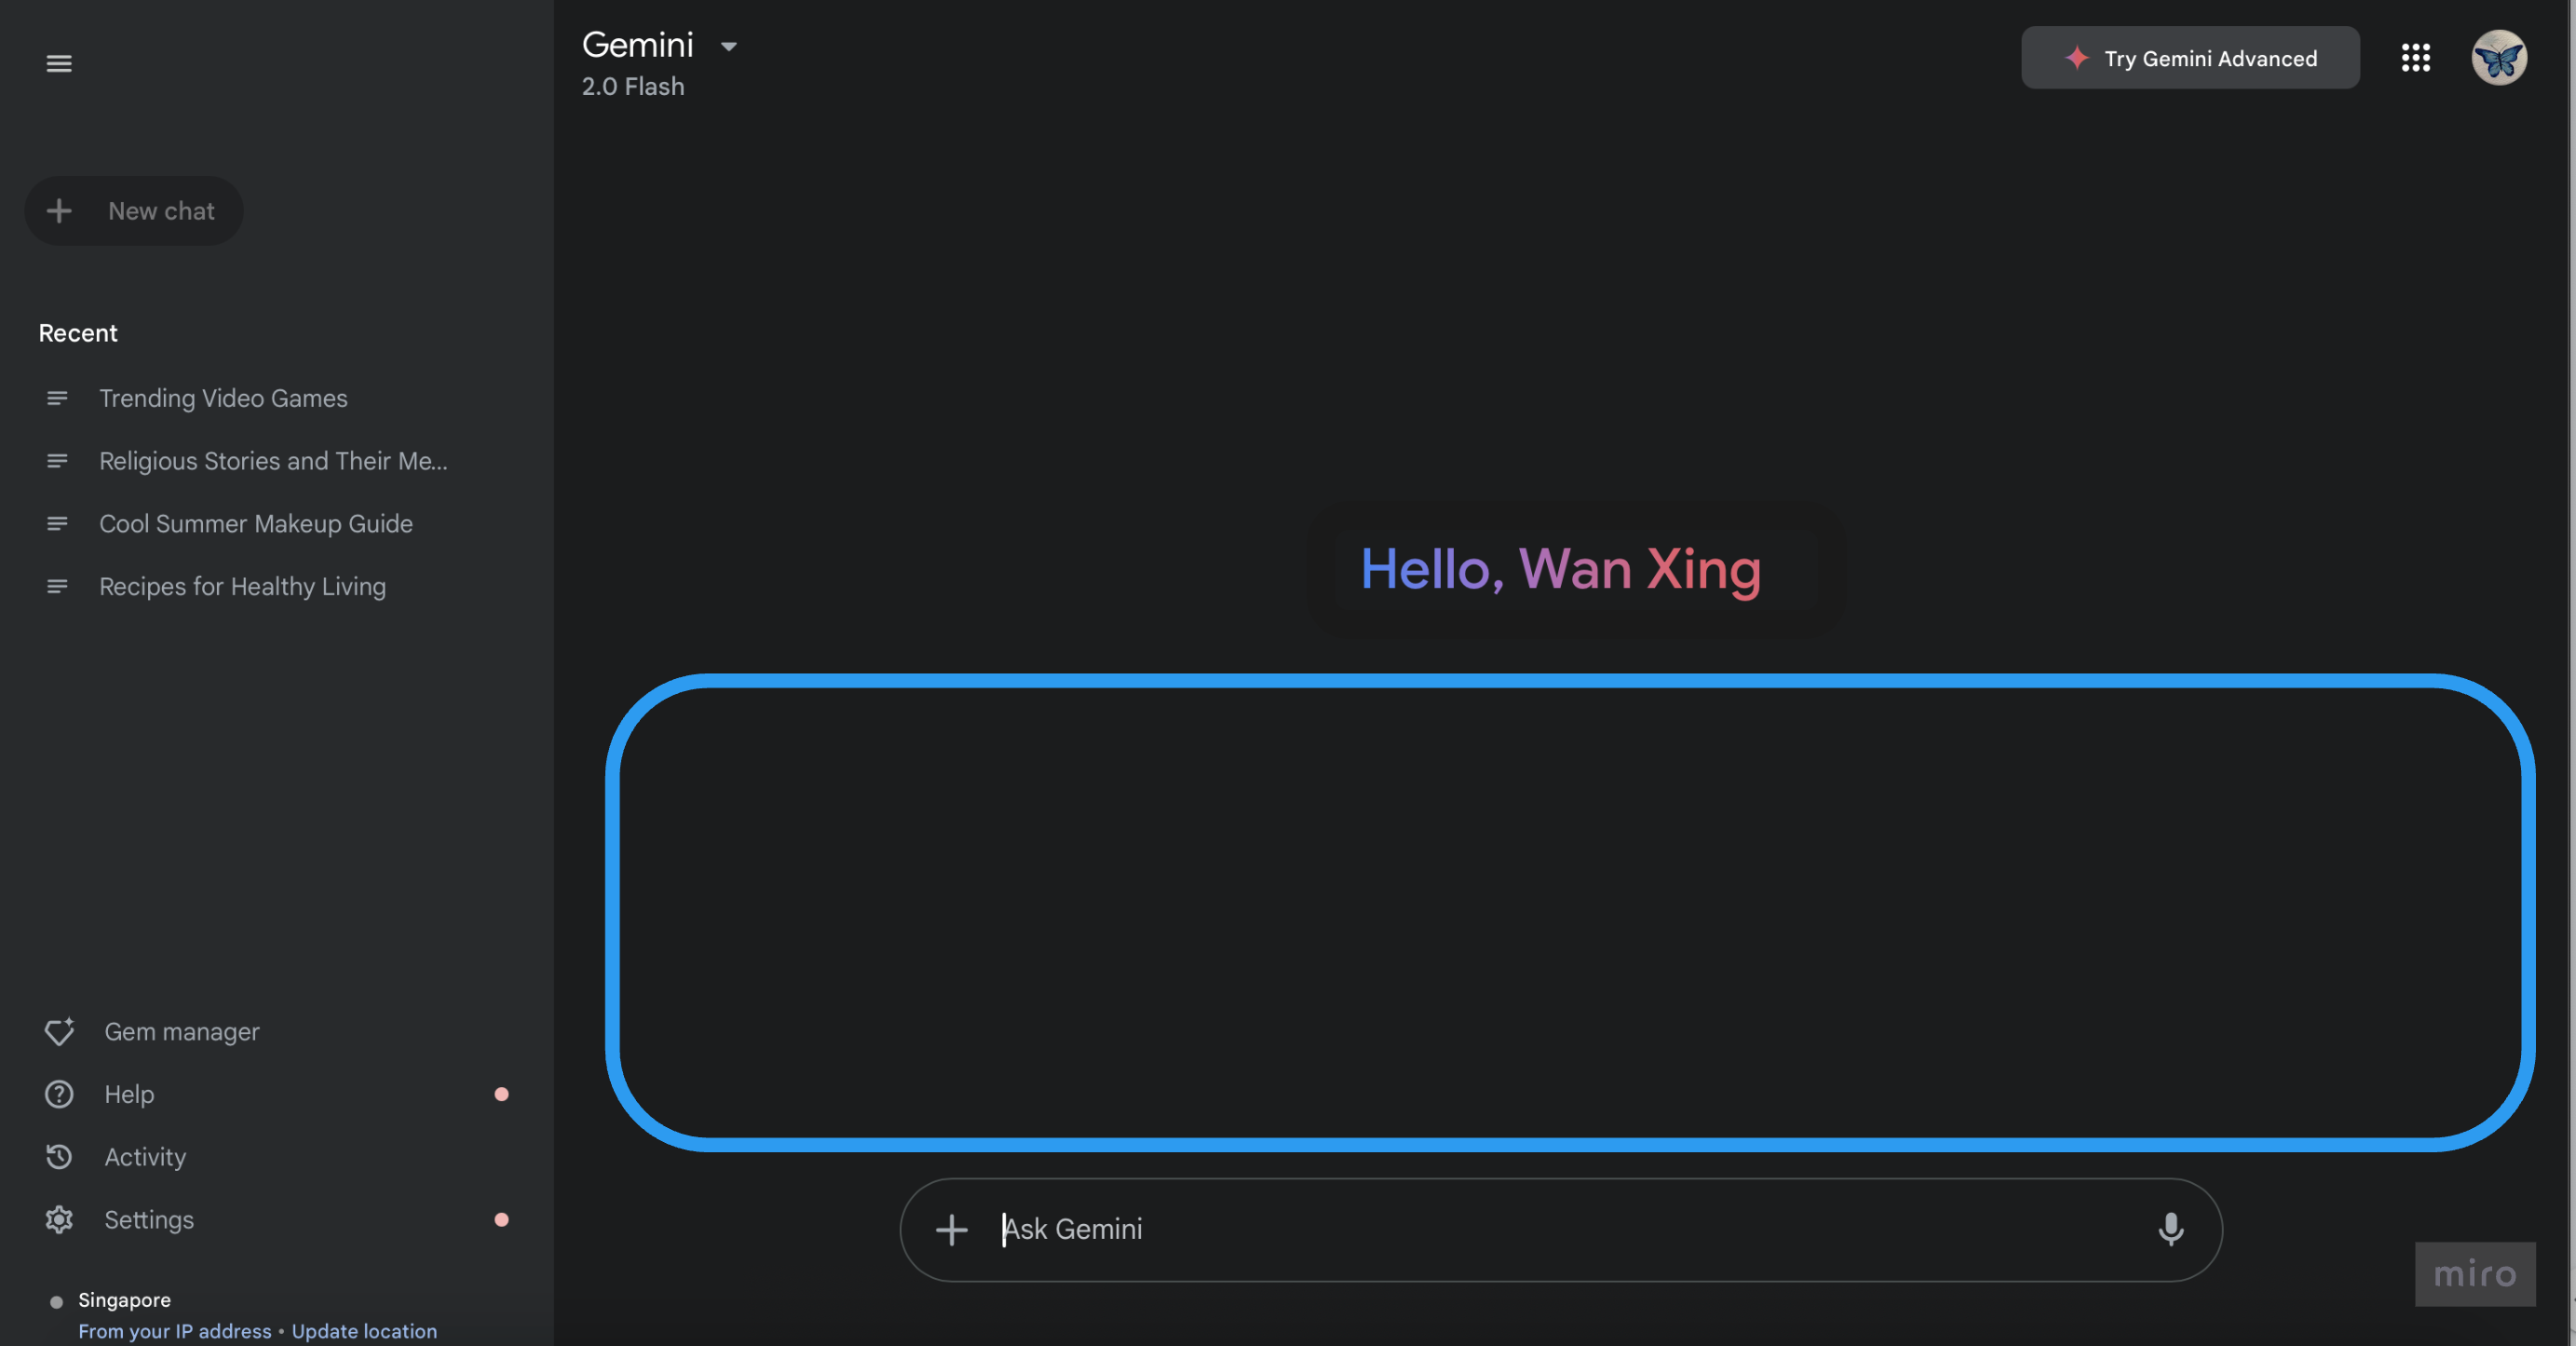 Gemini
2.0 Flash
Try Gemini Advanced
New chat
Recent
Trending Video Games
Religious Stories and Their Me...
Cool Summer Makeup Guide
Recipes for Healthy Living
Hello, Wan Xing
Gem manager
Help
Activity
Settings
Singapore
From your IP address • Update location
Ask Gemini
miro